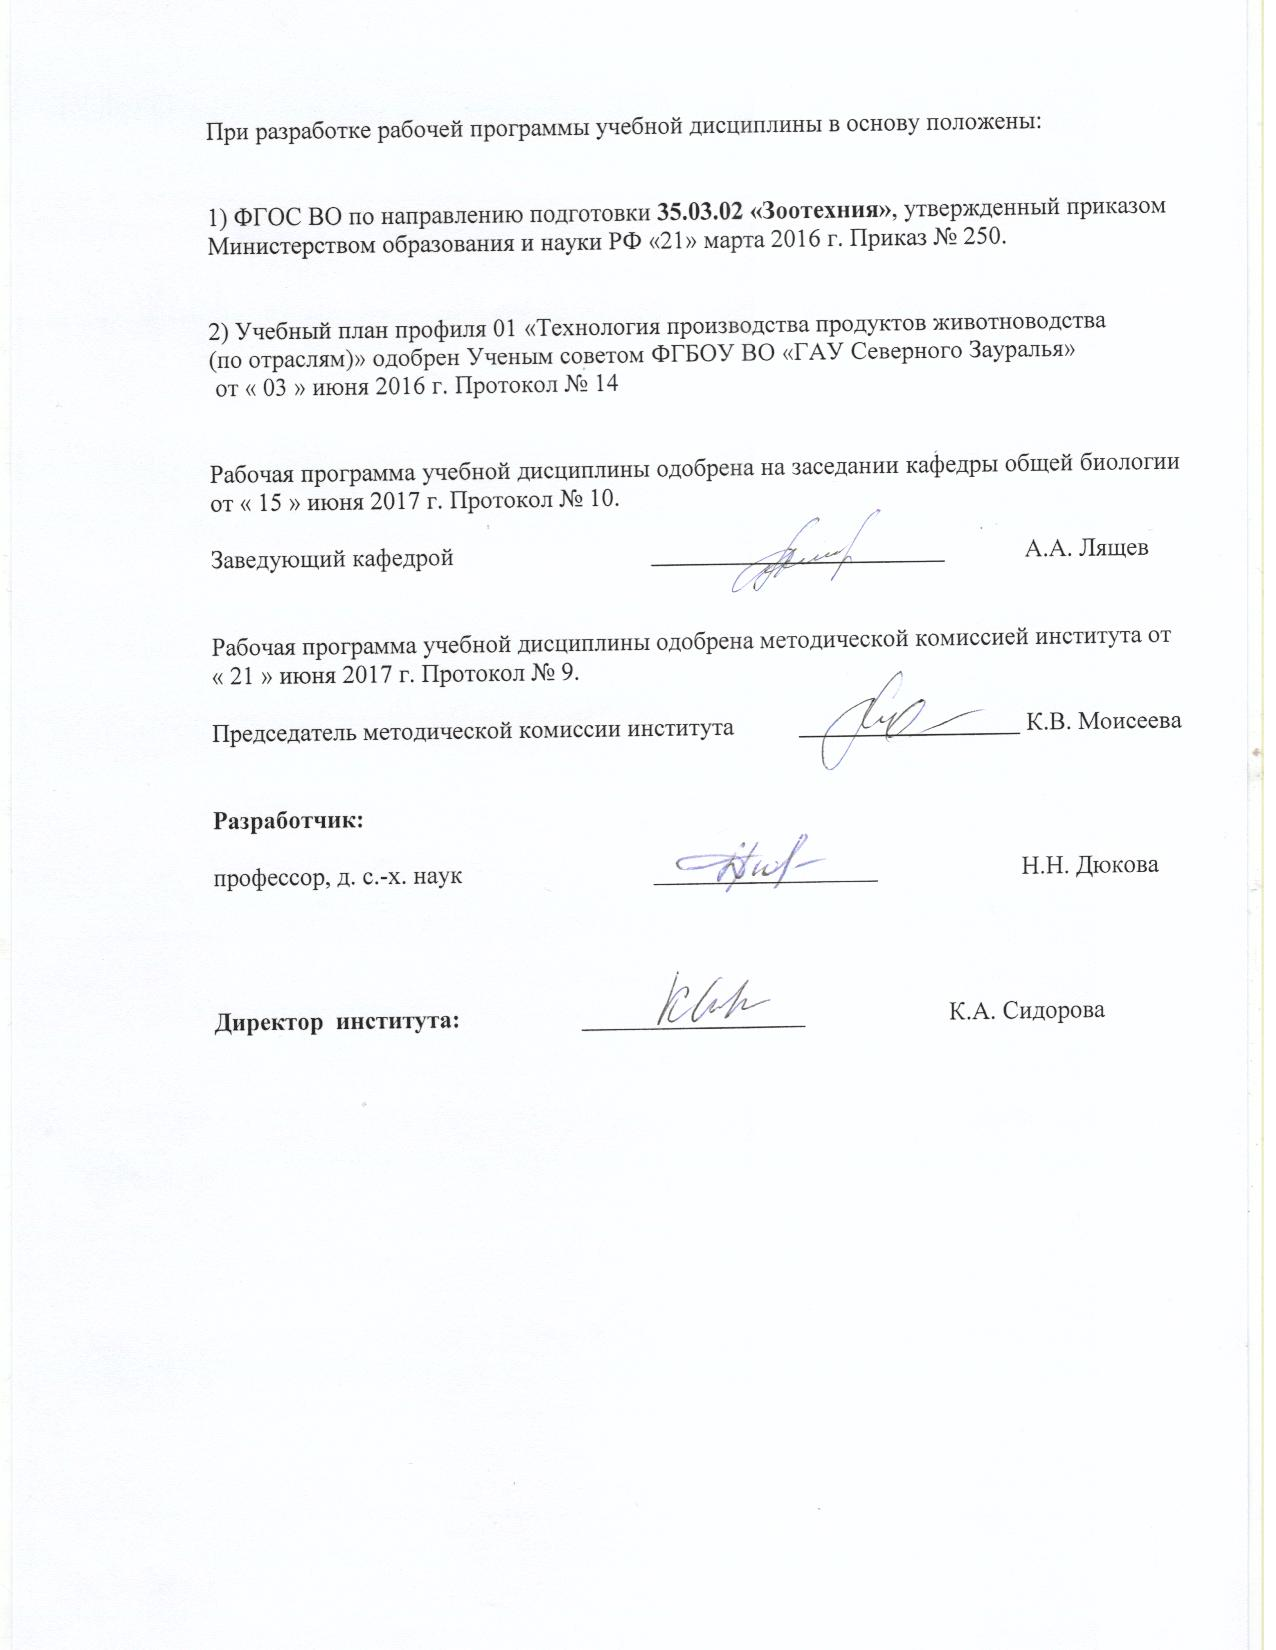 При разработке рабочей программы учебной дисциплины в основу положены:
1) ФГОС ВО по направлению подготовки 35.03.02 «Зоотехния», утвержденный приказом
Министерством образования и науки РФ «21» марта 2016 г. Приказ № 250.
2) Учебный план профиля 01 «Технология производства продуктов животноводства
(по отраслям)» одобрен Ученым советом ФГБОУ ВО «ГАУ Северного Зауралья»
от « 03 » июня 2016 г. Протокол № 14
Рабочая программа учебной дисциплины одобрена на заседании кафедры общей биологии
от « 15 » июня 2017 г. Протокол № 10.
Заведующий кафедрой А.А. Лящев
Рабочая программа учебной дисциплины одобрена методической комиссией института от
« 21 » июня 2017 г. Протокол № 9.
Председатель методической комиссии института К.В. Моисеева
Разработчик:
профессор, д. с.-х. наук Н.Н. Дюкова
Директор института: К.А. Сидорова